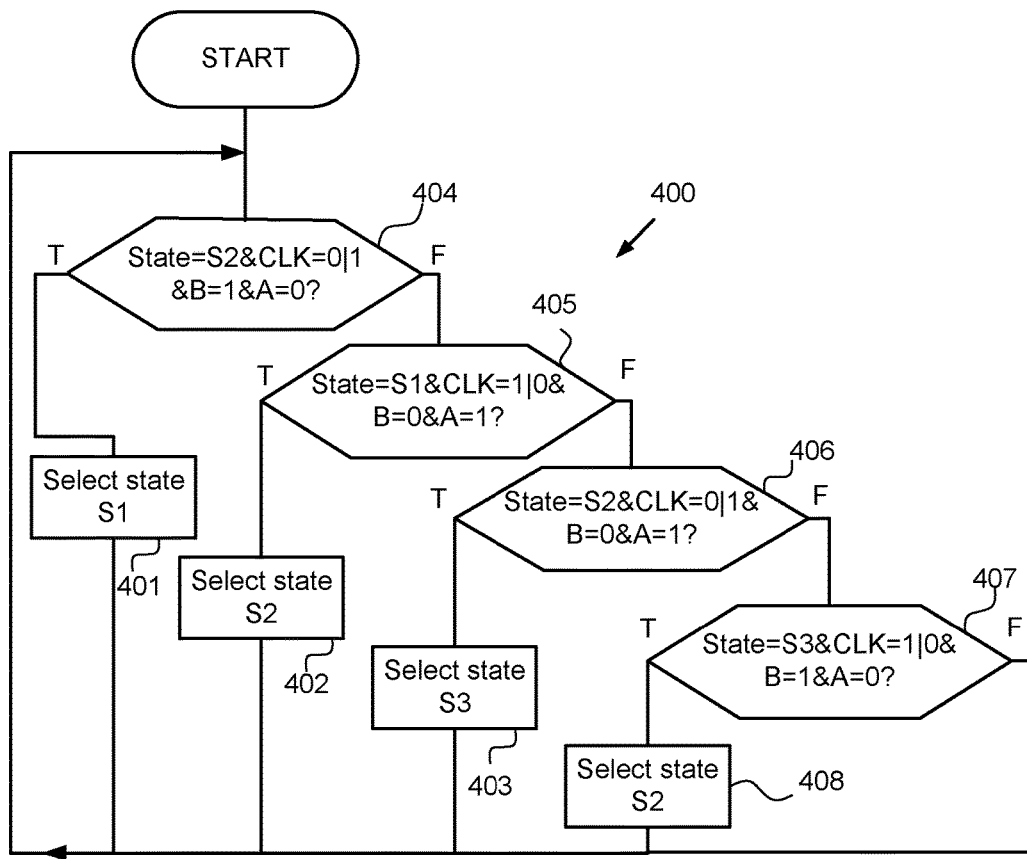 START
400
404
T
State=S2&CLK=0|1
&B=1&A=0?
F
405
T
State=S1&CLK=1|0&
B=0&A=1?
F
406
T
State=S2&CLK=0|1&
B=0&A=1?
F
Select state
S1
401
407
T
State=S3&CLK=1|0&
B=1&A=0?
F
Select state
S2
402
Select state
S3
403
Select state
S2
408